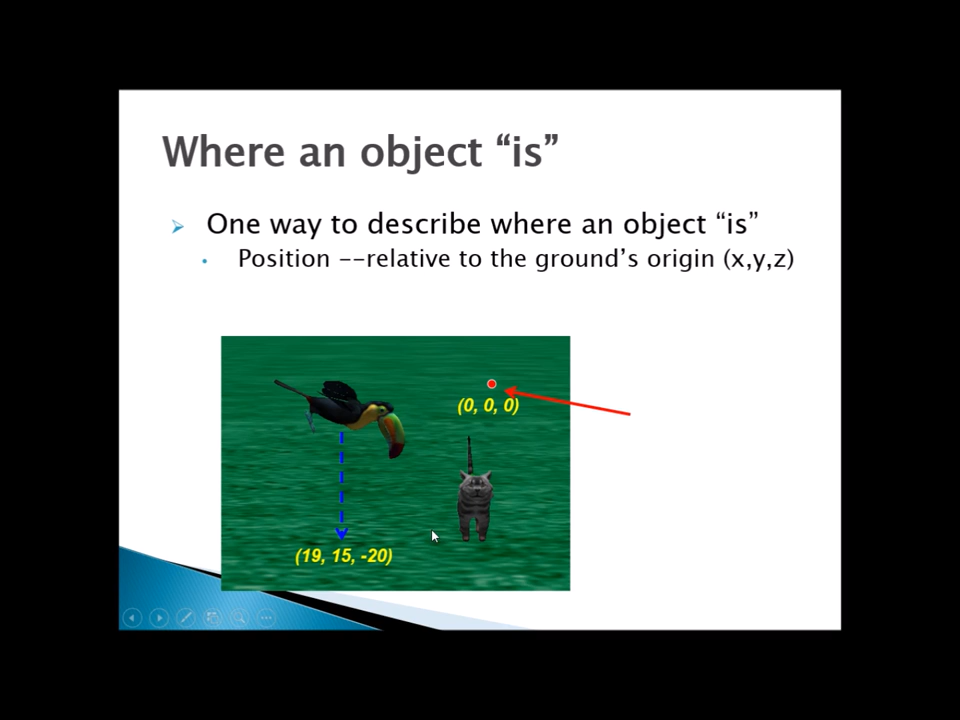 Where an object “is”
One way to describe where an object “is”
Position --relative to the ground’s origin (x,y,z)
(0, 0, 0)
(19, 15, -20)